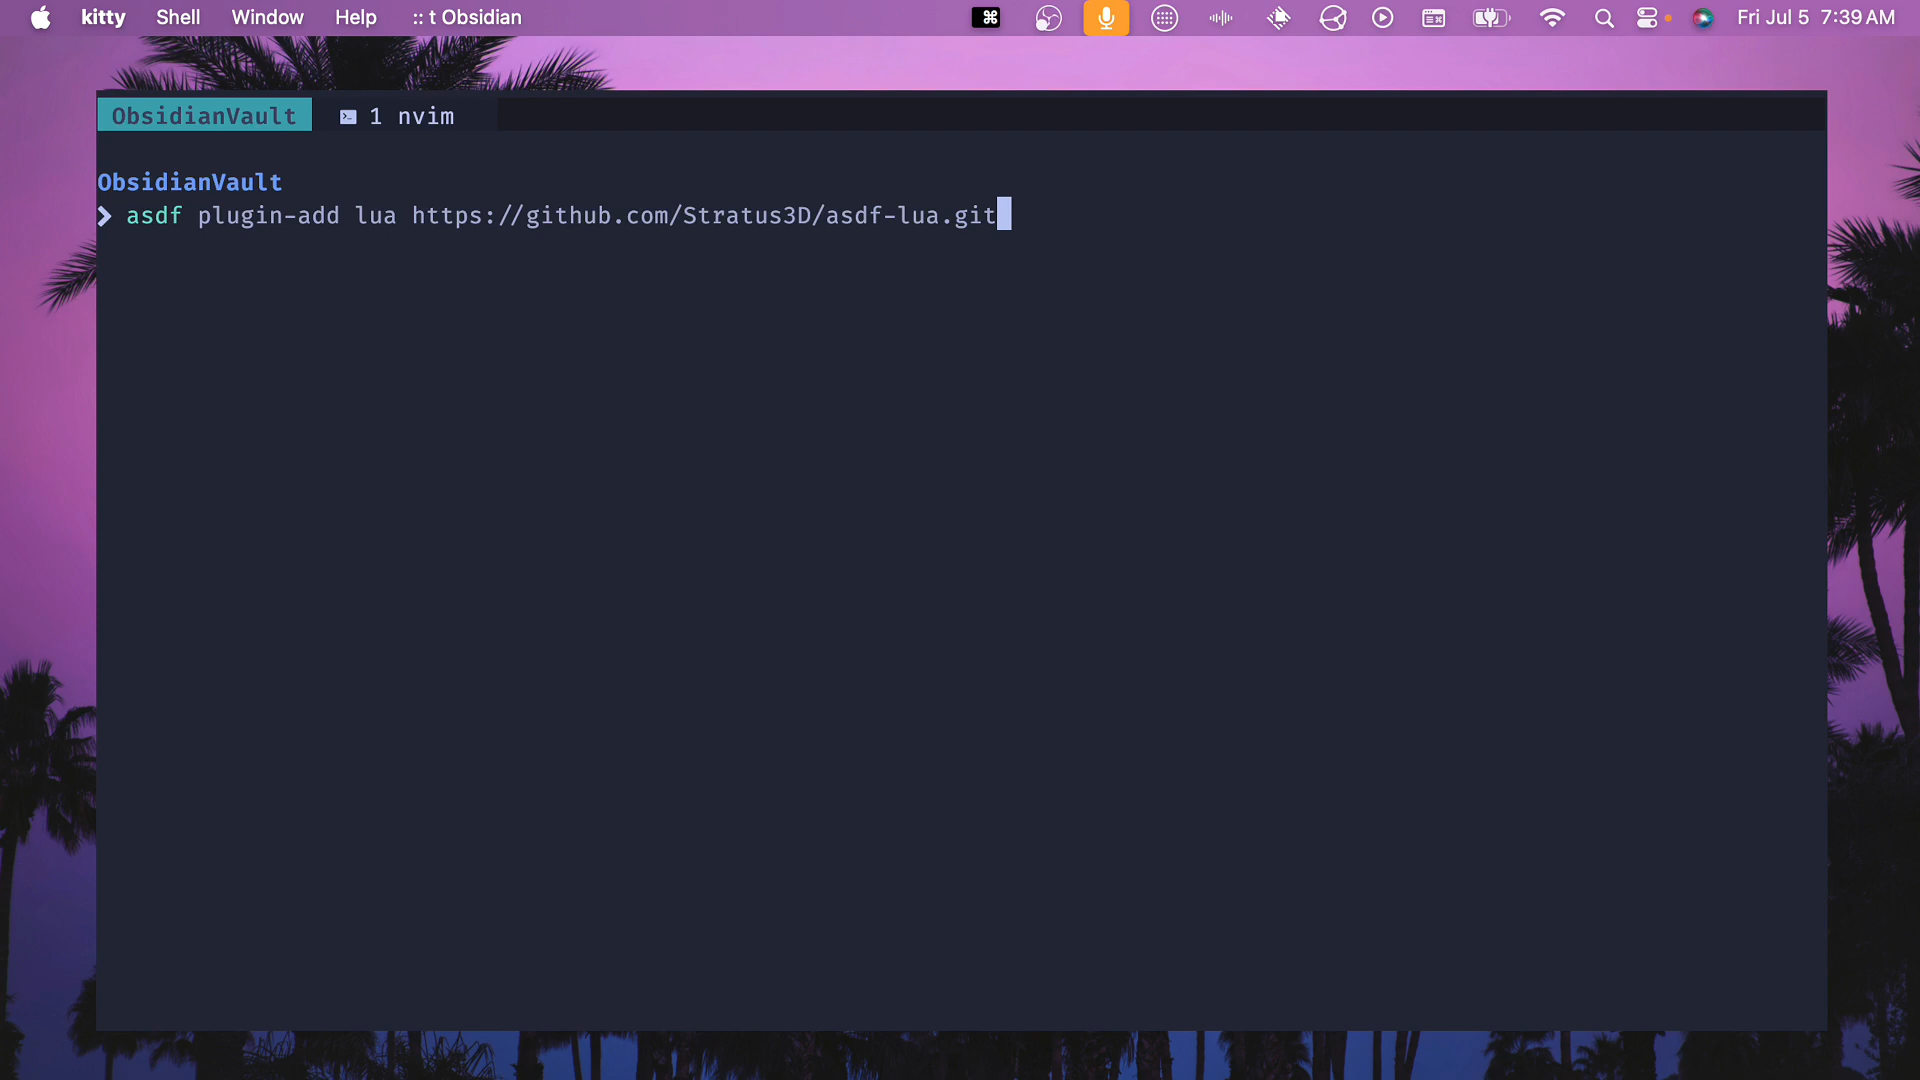 kitty Shell Window Help :: t Obsidian Fri Jul 5 7:39 AM
ObsidianVault 1 nvim
ObsidianVault
❯ asdf plugin-add lua https://github.com/Stratus3D/asdf-lua.git